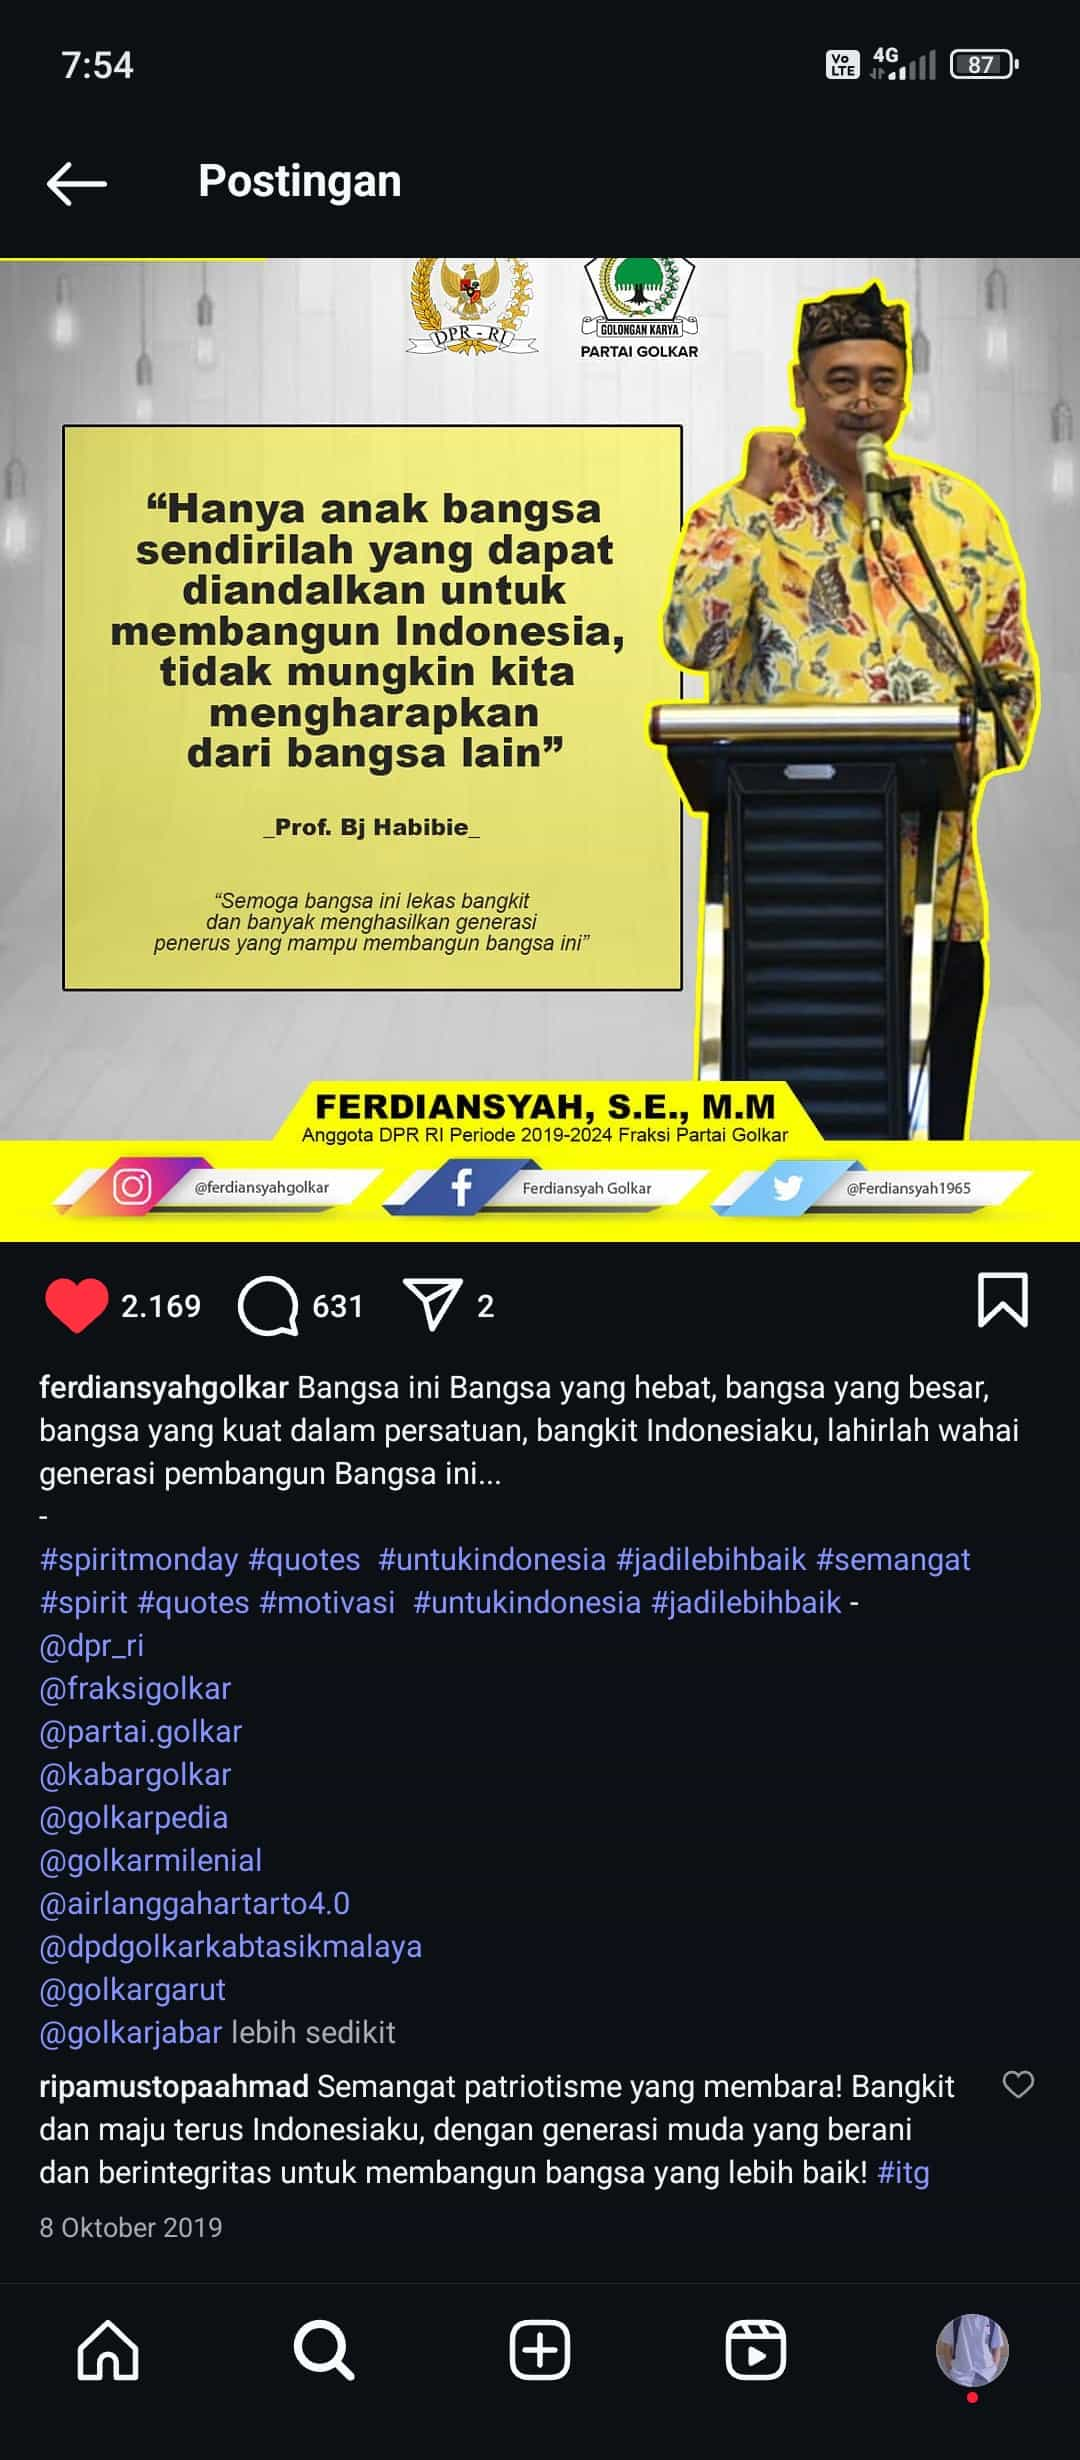 7:54
Vo LTE 4G 87
Postingan
DPR - RI
GOLONGAN KARYA
PARTAI GOLKAR
“Hanya anak bangsa
sendirilah yang dapat
diandalkan untuk
membangun Indonesia,
tidak mungkin kita
mengharapkan
dari bangsa lain”
_Prof. Bj Habibie_
“Semoga bangsa ini lekas bangkit
dan banyak menghasilkan generasi
penerus yang mampu membangun bangsa ini”
FERDIANSYAH, S.E., M.M
Anggota DPR RI Periode 2019-2024 Fraksi Partai Golkar
@ferdiansyahgolkar Ferdiansyah Golkar @Ferdiansyah1965
2.169 631 2
ferdiansyahgolkar Bangsa ini Bangsa yang hebat, bangsa yang besar,
bangsa yang kuat dalam persatuan, bangkit Indonesiaku, lahirlah wahai
generasi pembangun Bangsa ini...
-
#spiritmonday #quotes #untukindonesia #jadilebihbaik #semangat
#spirit #quotes #motivasi #untukindonesia #jadilebihbaik -
@dpr_ri
@fraksigolkar
@partai.golkar
@kabargolkar
@golkarpedia
@golkarmilenial
@airlanggahartarto4.0
@dpdgolkarkabtasikmalaya
@golkargarut
@golkarjabar lebih sedikit
ripamustopaahmad Semangat patriotisme yang membara! Bangkit
dan maju terus Indonesiaku, dengan generasi muda yang berani
dan berintegritas untuk membangun bangsa yang lebih baik! #itg
8 Oktober 2019